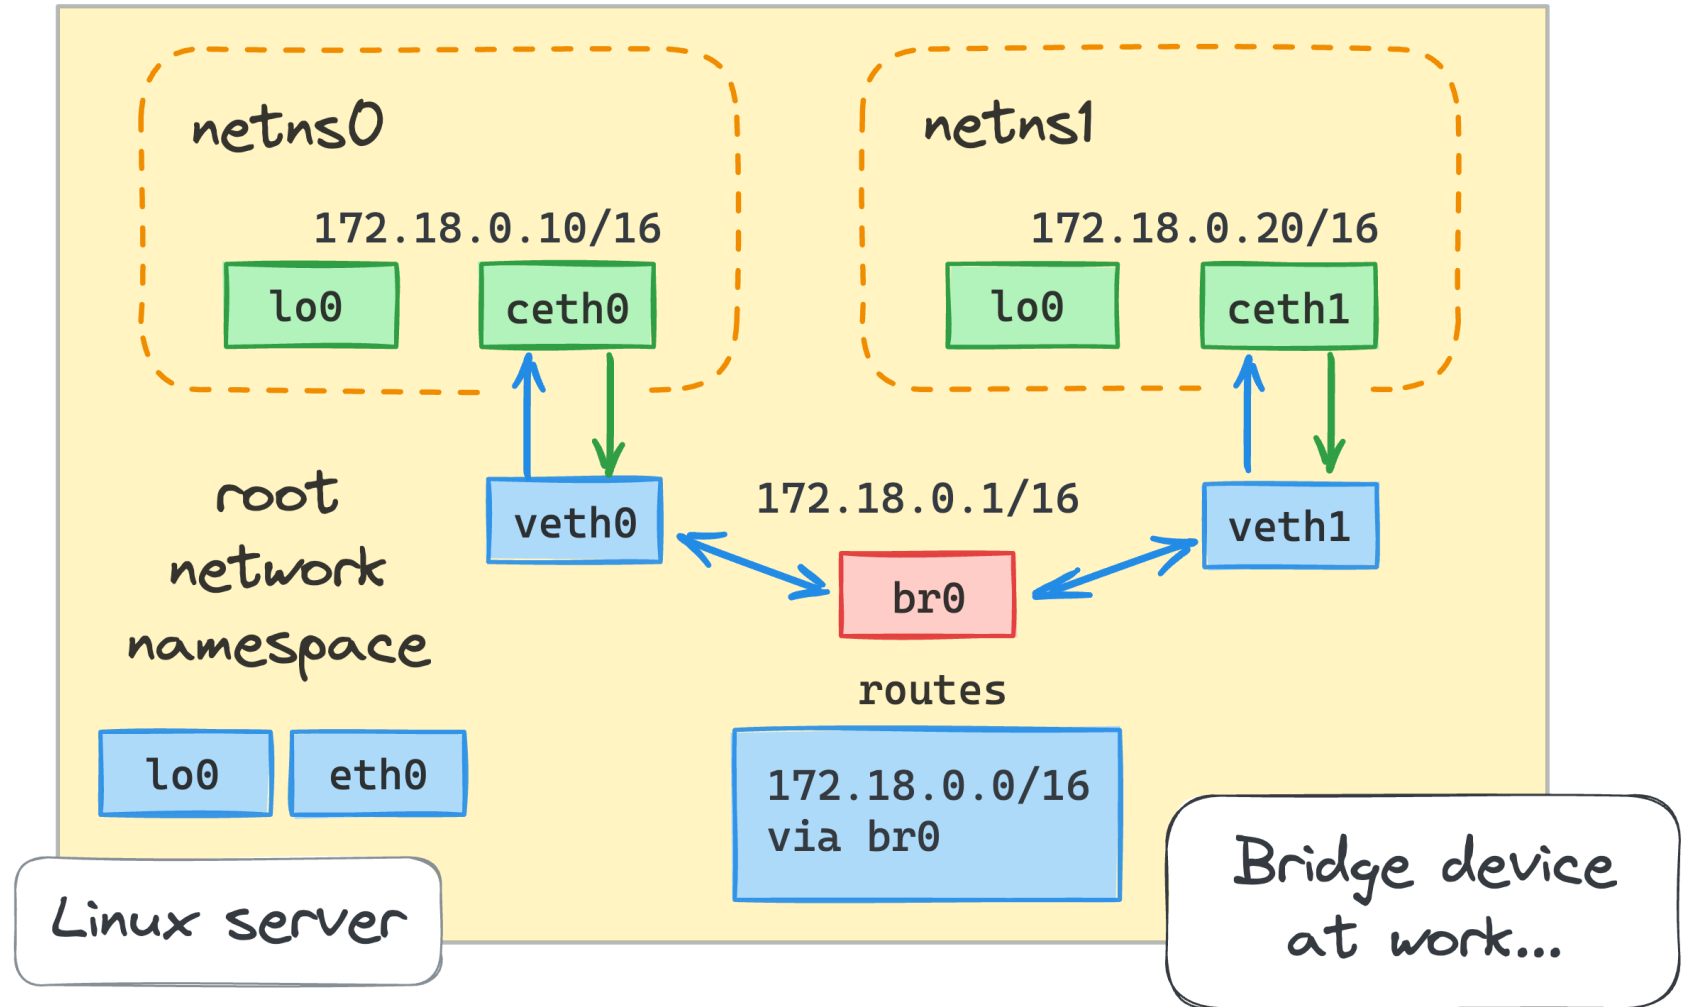 netns0
netns1
172.18.0.10/16
172.18.0.20/16
lo0
ceth0
lo0
ceth1
root
network
namespace
veth0
172.18.0.1/16
veth1
br0
routes
lo0
eth0
172.18.0.0/16
via br0
Linux server
Bridge device
at work...